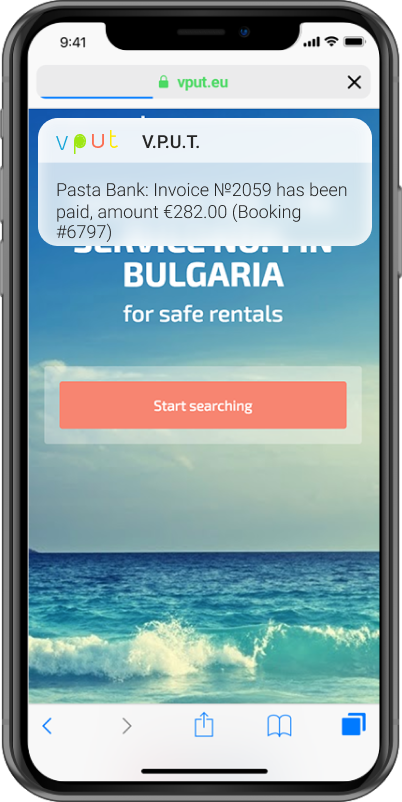 9:41
vput.eu
vput V.P.U.T.
Pasta Bank: Invoice №2059 has been
paid, amount €282.00 (Booking
#6797)
SERVICE NO. 1 IN
BULGARIA
for safe rentals
Start searching